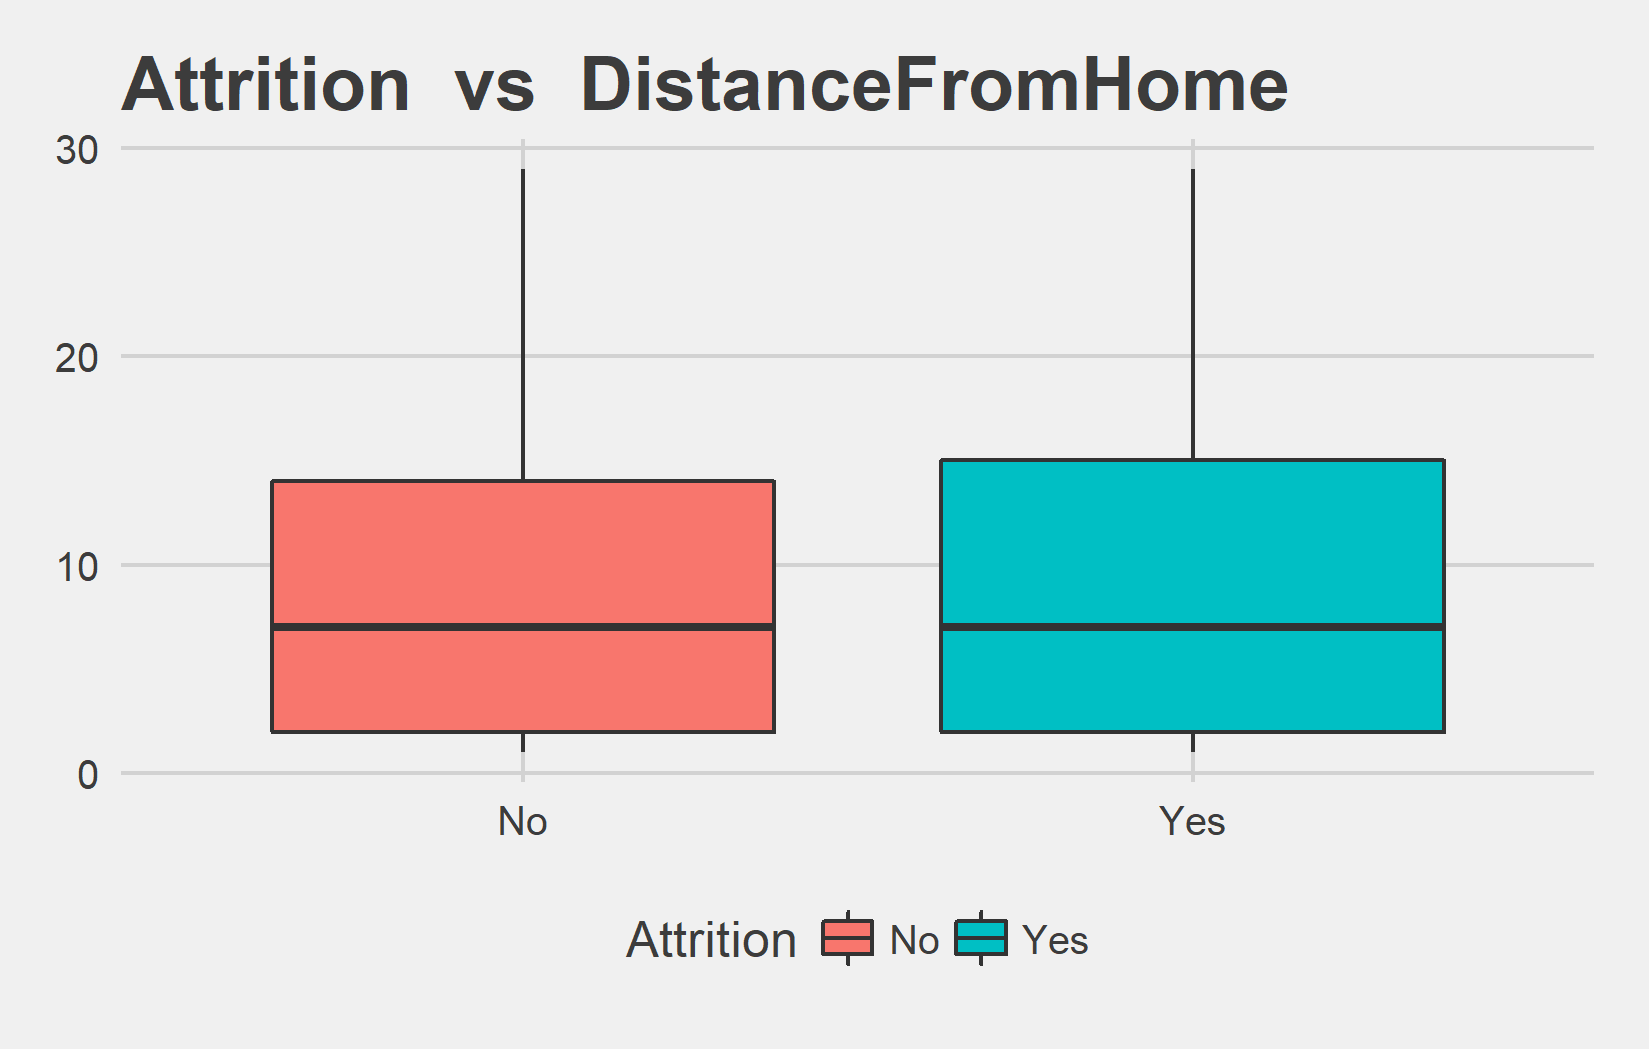 Attrition vs DistanceFromHome
30
20
10
0
No Yes
Attrition No Yes